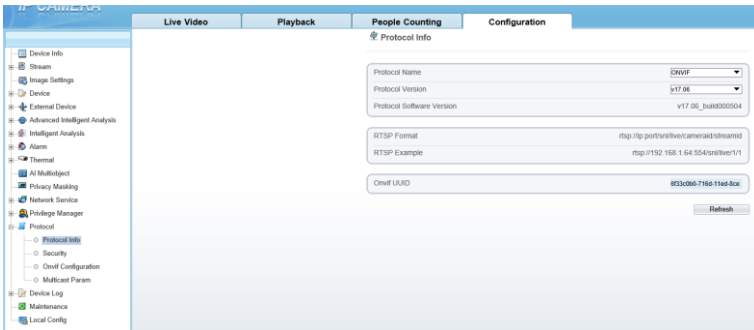 IP CAMERA
Live Video Playback People Counting Configuration
Protocol Info
Device Info
Stream
Image Settings
Device
External Device
Advanced Intelligent Analysis
Intelligent Analysis
Alarm
Thermal
AI Multiobject
Privacy Masking
Network Service
Privilege Manager
Protocol
Protocol Info
Security
Onvif Configuration
Multicast Param
Device Log
Maintenance
Local Config
Protocol Name ONVIF
Protocol Version v17.06
Protocol Software Version v17.06_build000504
RTSP Format rtsp://ip:port/snl/live/cameraid/streamid
RTSP Example rtsp://192.168.1.64:554/snl/live/1/1
Onvif UUID 6f33c0b0-716d-11ed-8ce
Refresh